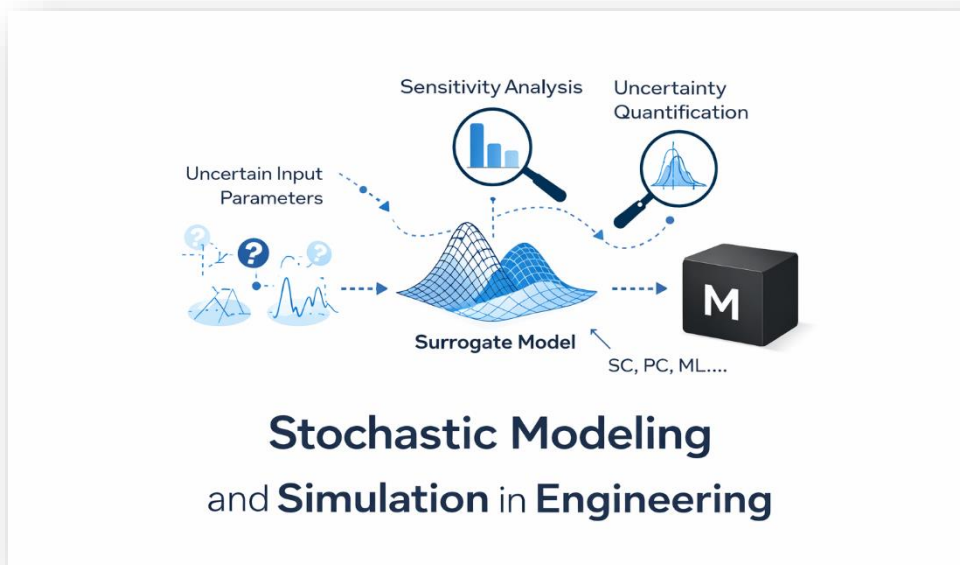 Sensitivity Analysis
Uncertainty
Quantification
Uncertain Input
Parameters
?
?
?
M
Surrogate Model
SC, PC, ML....
Stochastic Modeling
and Simulation in Engineering